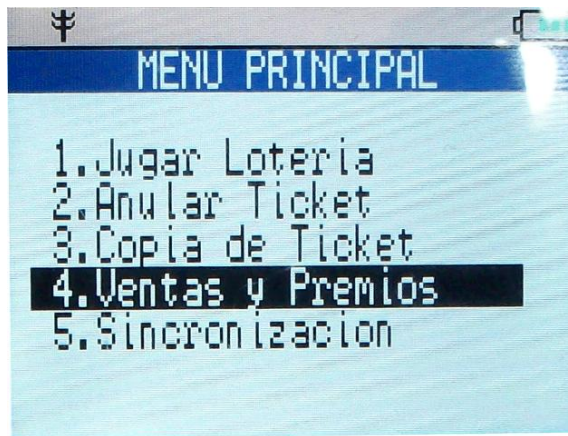 MENU PRINCIPAL
1.Jugar Loteria
2.Anular Ticket
3.Copia de Ticket
4.Ventas y Premios
5.Sincronizacion